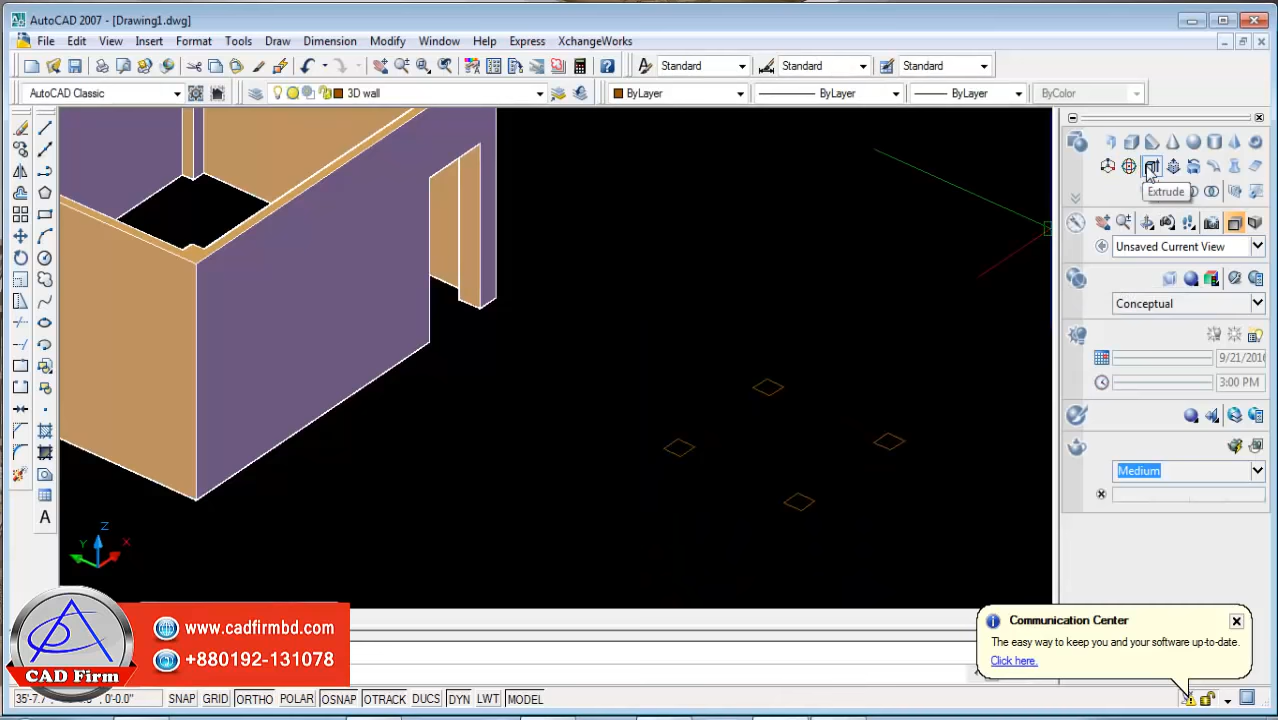 AutoCAD 2007 - [Drawing1.dwg]
File Edit View Insert Format Tools Draw Dimension Modify Window Help Express XchangeWorks
Standard Standard Standard
AutoCAD Classic 3D wall ByLayer ByLayer ByLayer ByColor
Extrude
Unsaved Current View
Conceptual
9/21/201
3:00 PM
Medium
Z
Y X
A
Communication Center
The easy way to keep you and your software up-to-date.
Click here.
www.cadfirmbd.com
+880192-131078
CAD Firm
SNAP GRID ORTHO POLAR OSNAP OTRACK DUCS DYN LWT MODEL